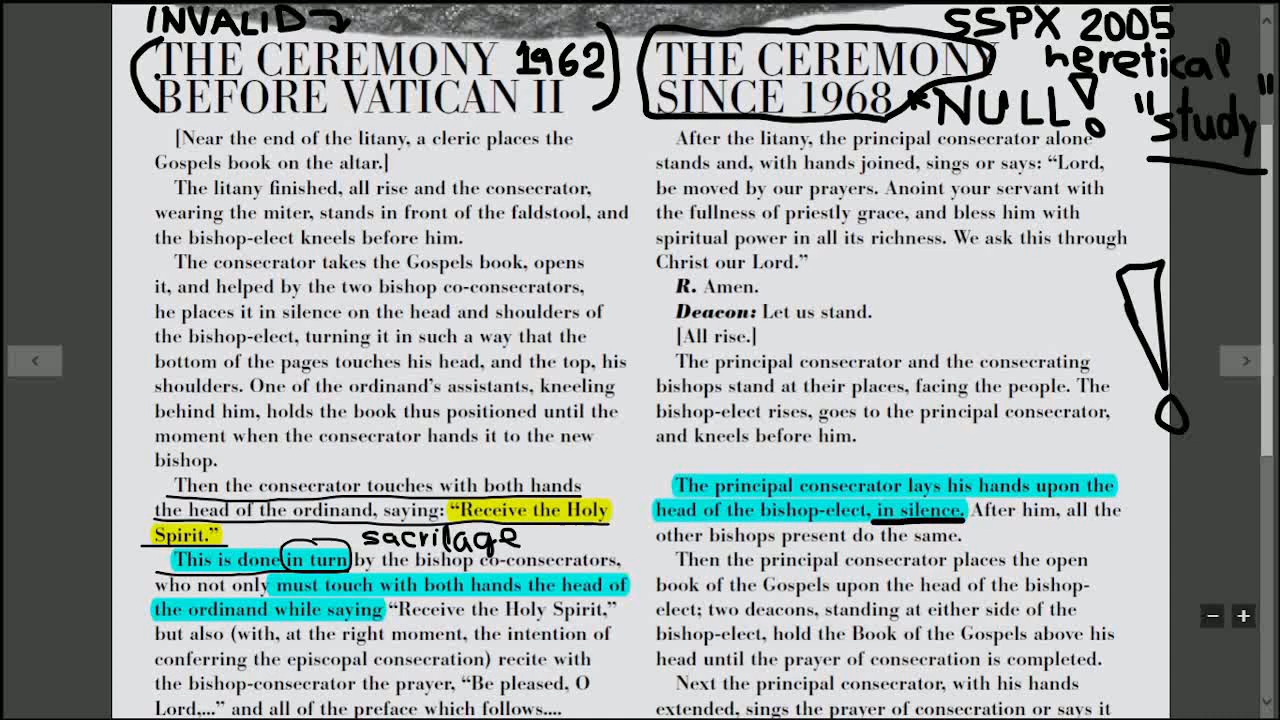 INVALID
THE CEREMONY 1962
BEFORE VATICAN II
[Near the end of the litany, a cleric places the
Gospels book on the altar.]
The litany finished, all rise and the consecrator,
wearing the miter, stands in front of the faldstool, and
the bishop-elect kneels before him.
The consecrator takes the Gospels book, opens
it, and helped by the two bishop co-consecrators,
he places it in silence on the head and shoulders of
the bishop-elect, turning it in such a way that the
bottom of the pages touches his head, and the top, his
shoulders. One of the ordinand’s assistants, kneeling
behind him, holds the book thus positioned until the
moment when the consecrator hands it to the new
bishop.
Then the consecrator touches with both hands
the head of the ordinand, saying: “Receive the Holy
Spirit.”
sacrilage
This is done in turn by the bishop co-consecrators,
who not only must touch with both hands the head of
the ordinand while saying “Receive the Holy Spirit,”
but also (with, at the right moment, the intention of
conferring the episcopal consecration) recite with
the bishop-consecrator the prayer, “Be pleased, O
Lord,...” and all of the preface which follows....
SSPX 2005
heretical
"study"
THE CEREMONY
SINCE 1968 *NULL!
After the litany, the principal consecrator alone
stands and, with hands joined, sings or says: “Lord,
be moved by our prayers. Anoint your servant with
the fullness of priestly grace, and bless him with
spiritual power in all its richness. We ask this through
Christ our Lord.”
R. Amen.
Deacon: Let us stand.
[All rise.]
The principal consecrator and the consecrating
bishops stand at their places, facing the people. The
bishop-elect rises, goes to the principal consecrator,
and kneels before him.
!
The principal consecrator lays his hands upon the
head of the bishop-elect, in silence. After him, all the
other bishops present do the same.
Then the principal consecrator places the open
book of the Gospels upon the head of the bishop-
elect; two deacons, standing at either side of the
bishop-elect, hold the Book of the Gospels above his
head until the prayer of consecration is completed.
Next the principal consecrator, with his hands
extended, sings the prayer of consecration or says it